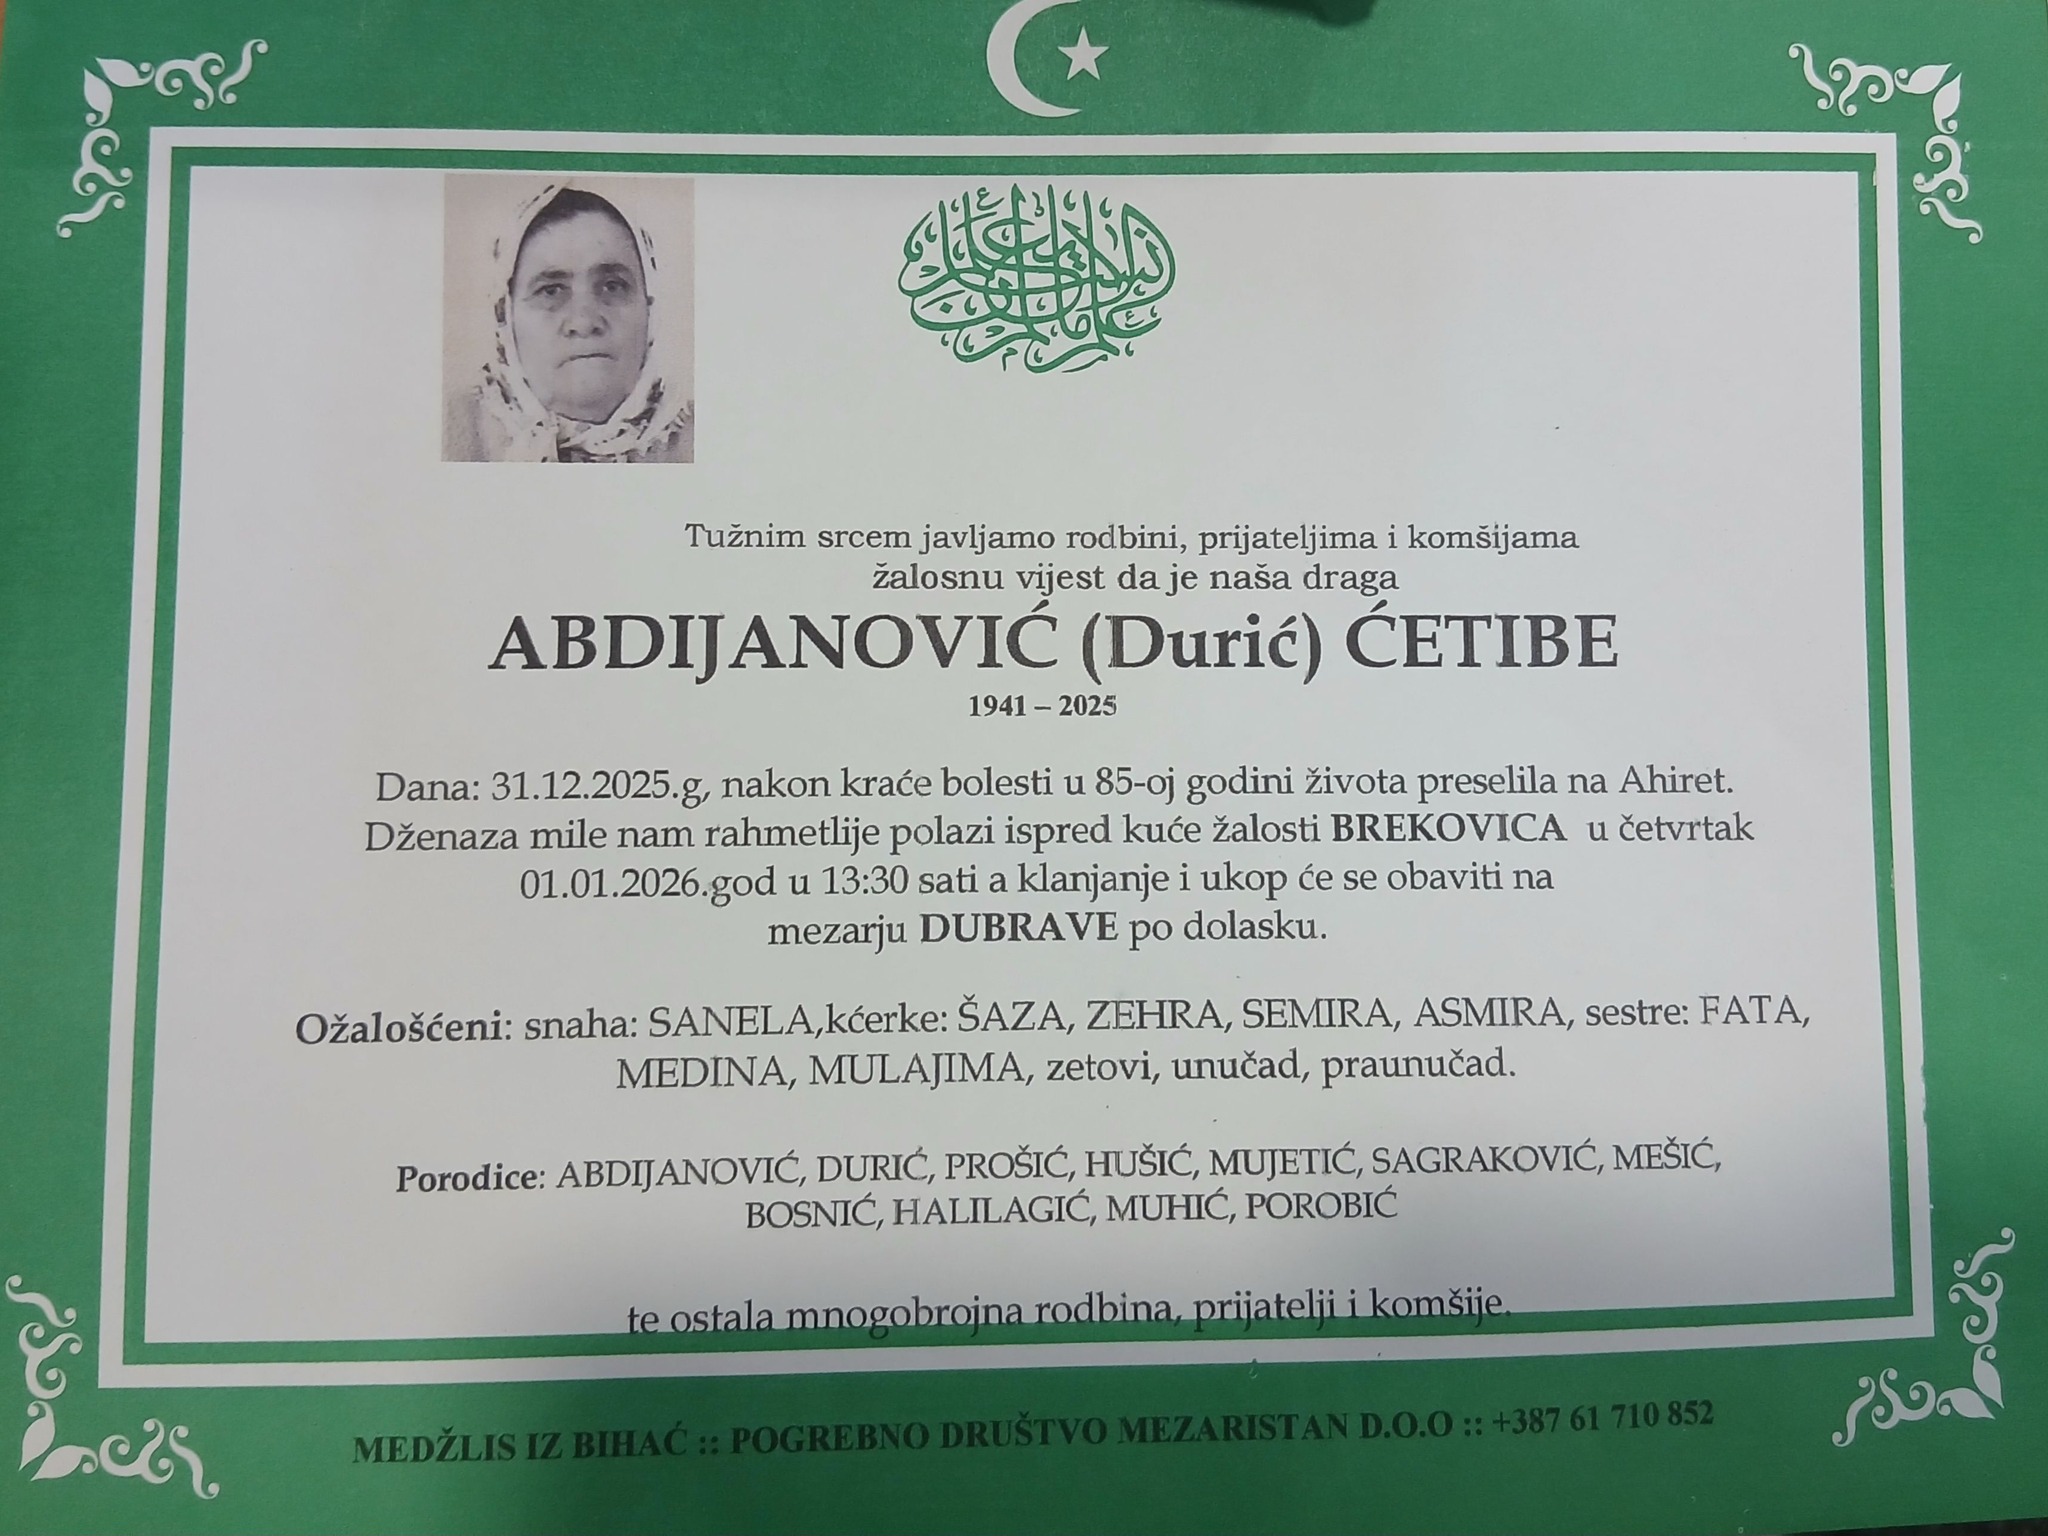 Tužnim srcem javljamo rodbini, prijateljima i komšijama
žalosnu vijest da je naša draga
ABDIJANOVIĆ (Durić) ĆETIBE
1941 – 2025
Dana: 31.12.2025.g, nakon kraće bolesti u 85-oj godini života preselila na Ahiret.
Dženaza mile nam rahmetlije polazi ispred kuće žalosti BREKOVICA u četvrtak
01.01.2026.god u 13:30 sati a klanjanje i ukop će se obaviti na
mezarju DUBRAVE po dolasku.
Ožalošćeni: snaha: SANELA,kćerke: ŠAZA, ZEHRA, SEMIRA, ASMIRA, sestre: FATA,
MEDINA, MULAJIMA, zetovi, unučad, praunučad.
Porodice: ABDIJANOVIĆ, DURIĆ, PROŠIĆ, HUŠIĆ, MUJETIĆ, SAGRAKOVIĆ, MEŠIĆ,
BOSNIĆ, HALILAGIĆ, MUHIĆ, POROBIĆ
te ostala mnogobrojna rodbina, prijatelji i komšije.
MEDŽLIS IZ BIHAĆ :: POGREBNO DRUŠTVO MEZARISTAN D.O.O :: +387 61 710 852